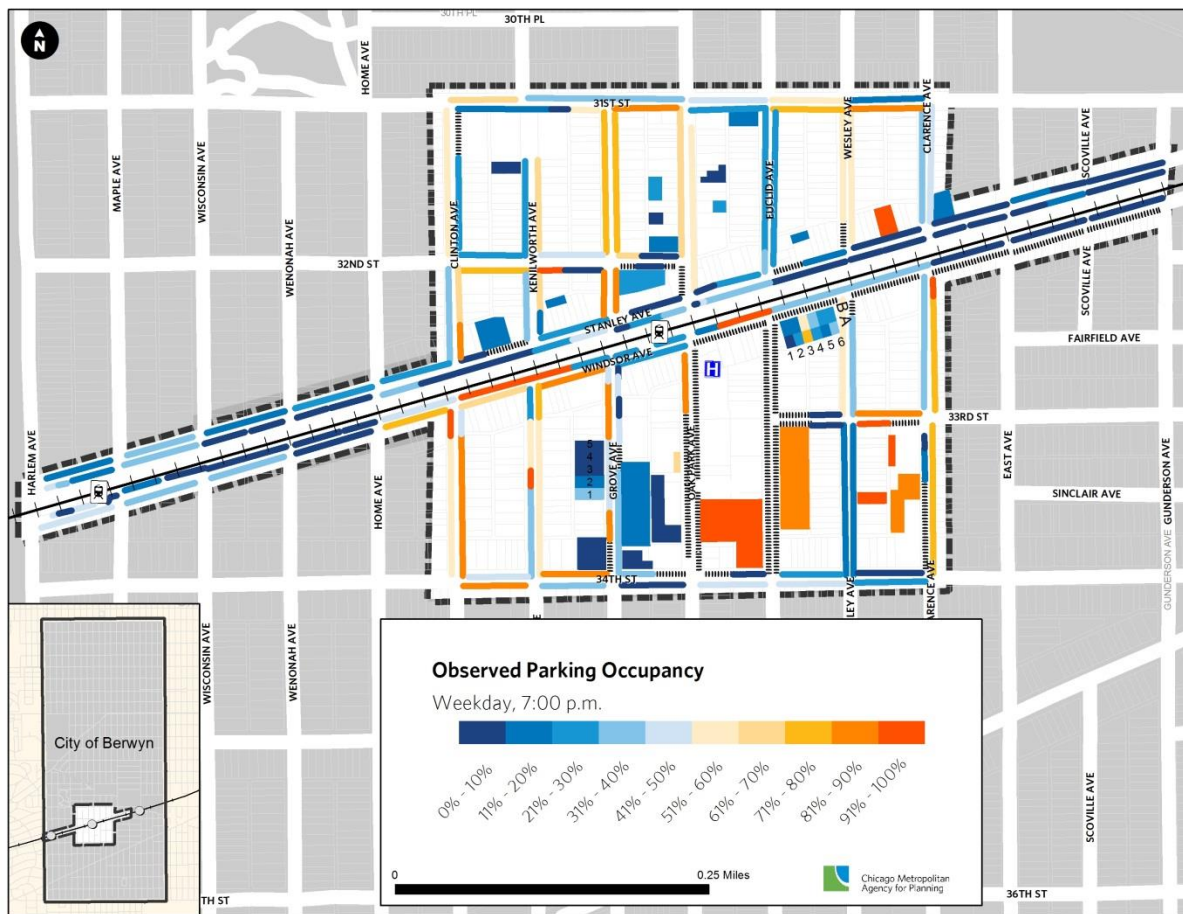 30TH PL
30TH PL
N
HOME AVE
31ST ST
MAPLE AVE
WISCONSIN AVE
WENONAH AVE
CLINTON AVE
KENILWORTH AVE
EUCLID AVE
WESLEY AVE
CLARENCE AVE
SCOVILLE AVE
32ND ST
STANLEY AVE
WINDSOR AVE
B A
1 2 3 4 5 6
SCOVILLE AVE
FAIRFIELD AVE
H
33RD ST
HARLEM AVE
HOME AVE
5
4
3
2
1
GROVE AVE
EAST AVE
SINCLAIR AVE
GUNDERSON AVE
GUNDERSON AVE
34TH ST
CLARENCE AVE
WISCONSIN AVE
WENONAH AVE
SCOVILLE AVE
City of Berwyn
Observed Parking Occupancy
Weekday, 7:00 p.m.
0% - 10%
11% - 20%
21% - 30%
31% - 40%
41% - 50%
51% - 60%
61% - 70%
71% - 80%
81% - 90%
91% - 100%
0
0.25 Miles
Chicago Metropolitan
Agency for Planning
TH ST
36TH ST